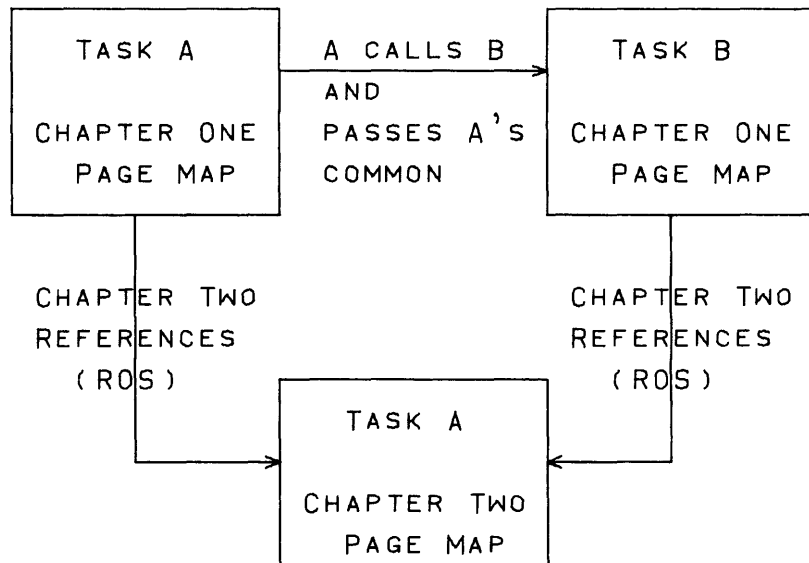 TASK A
CHAPTER ONE
PAGE MAP
A CALLS B
AND
PASSES A'S
COMMON
TASK B
CHAPTER ONE
PAGE MAP
CHAPTER TWO
REFERENCES
(ROS)
CHAPTER TWO
REFERENCES
(ROS)
TASK A
CHAPTER TWO
PAGE MAP